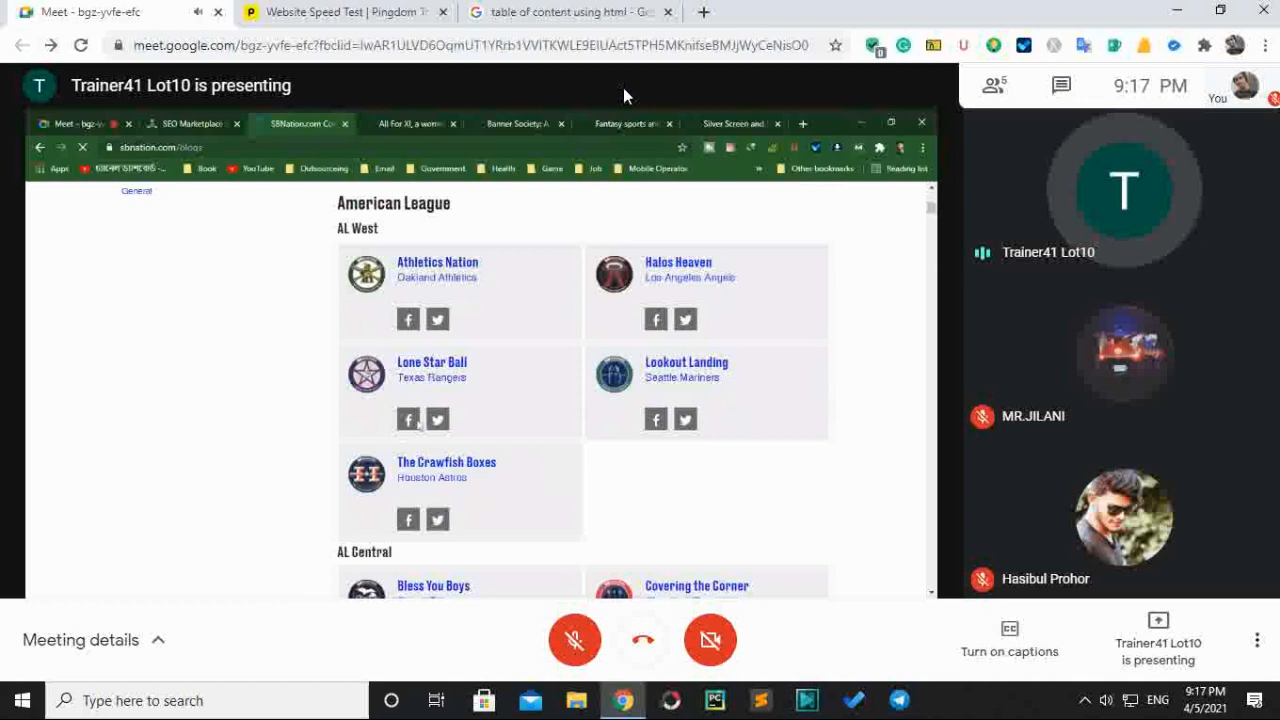 Meet - bgz-yvfe-efc
Website Speed Test | Pingdom T
table of content using html - Go
meet.google.com/bgz-yvfe-efc?fbclid=IwAR1ULVD6OqmUT1YRrb1VVITKWLE9EIUAct5TPH5MKnifseBMJjWyCeNisO0
Trainer41 Lot10 is presenting
5
9:17 PM
You
Meet - bgz-yv
SEO Marketplace
SBNation.com Co
All For XI, a wom
Banner Society: A
Fantasy sports an
Silver Screen and
sbnation.com/blogs
Apps
Book
YouTube
Outsourceing
Email
Government
Health
Game
Job
Mobile Operator
»
Other bookmarks
Reading list
General
American League
AL West
Athletics Nation
Oakland Athletics
Halos Heaven
Los Angeles Angels
Lone Star Ball
Texas Rangers
Lookout Landing
Seattle Mariners
The Crawfish Boxes
Houston Astros
AL Central
Bless You Boys
Covering the Corner
T
Trainer41 Lot10
MR.JILANI
Hasibul Prohor
Meeting details
Turn on captions
Trainer41 Lot10
is presenting
Type here to search
ENG
9:17 PM
4/5/2021